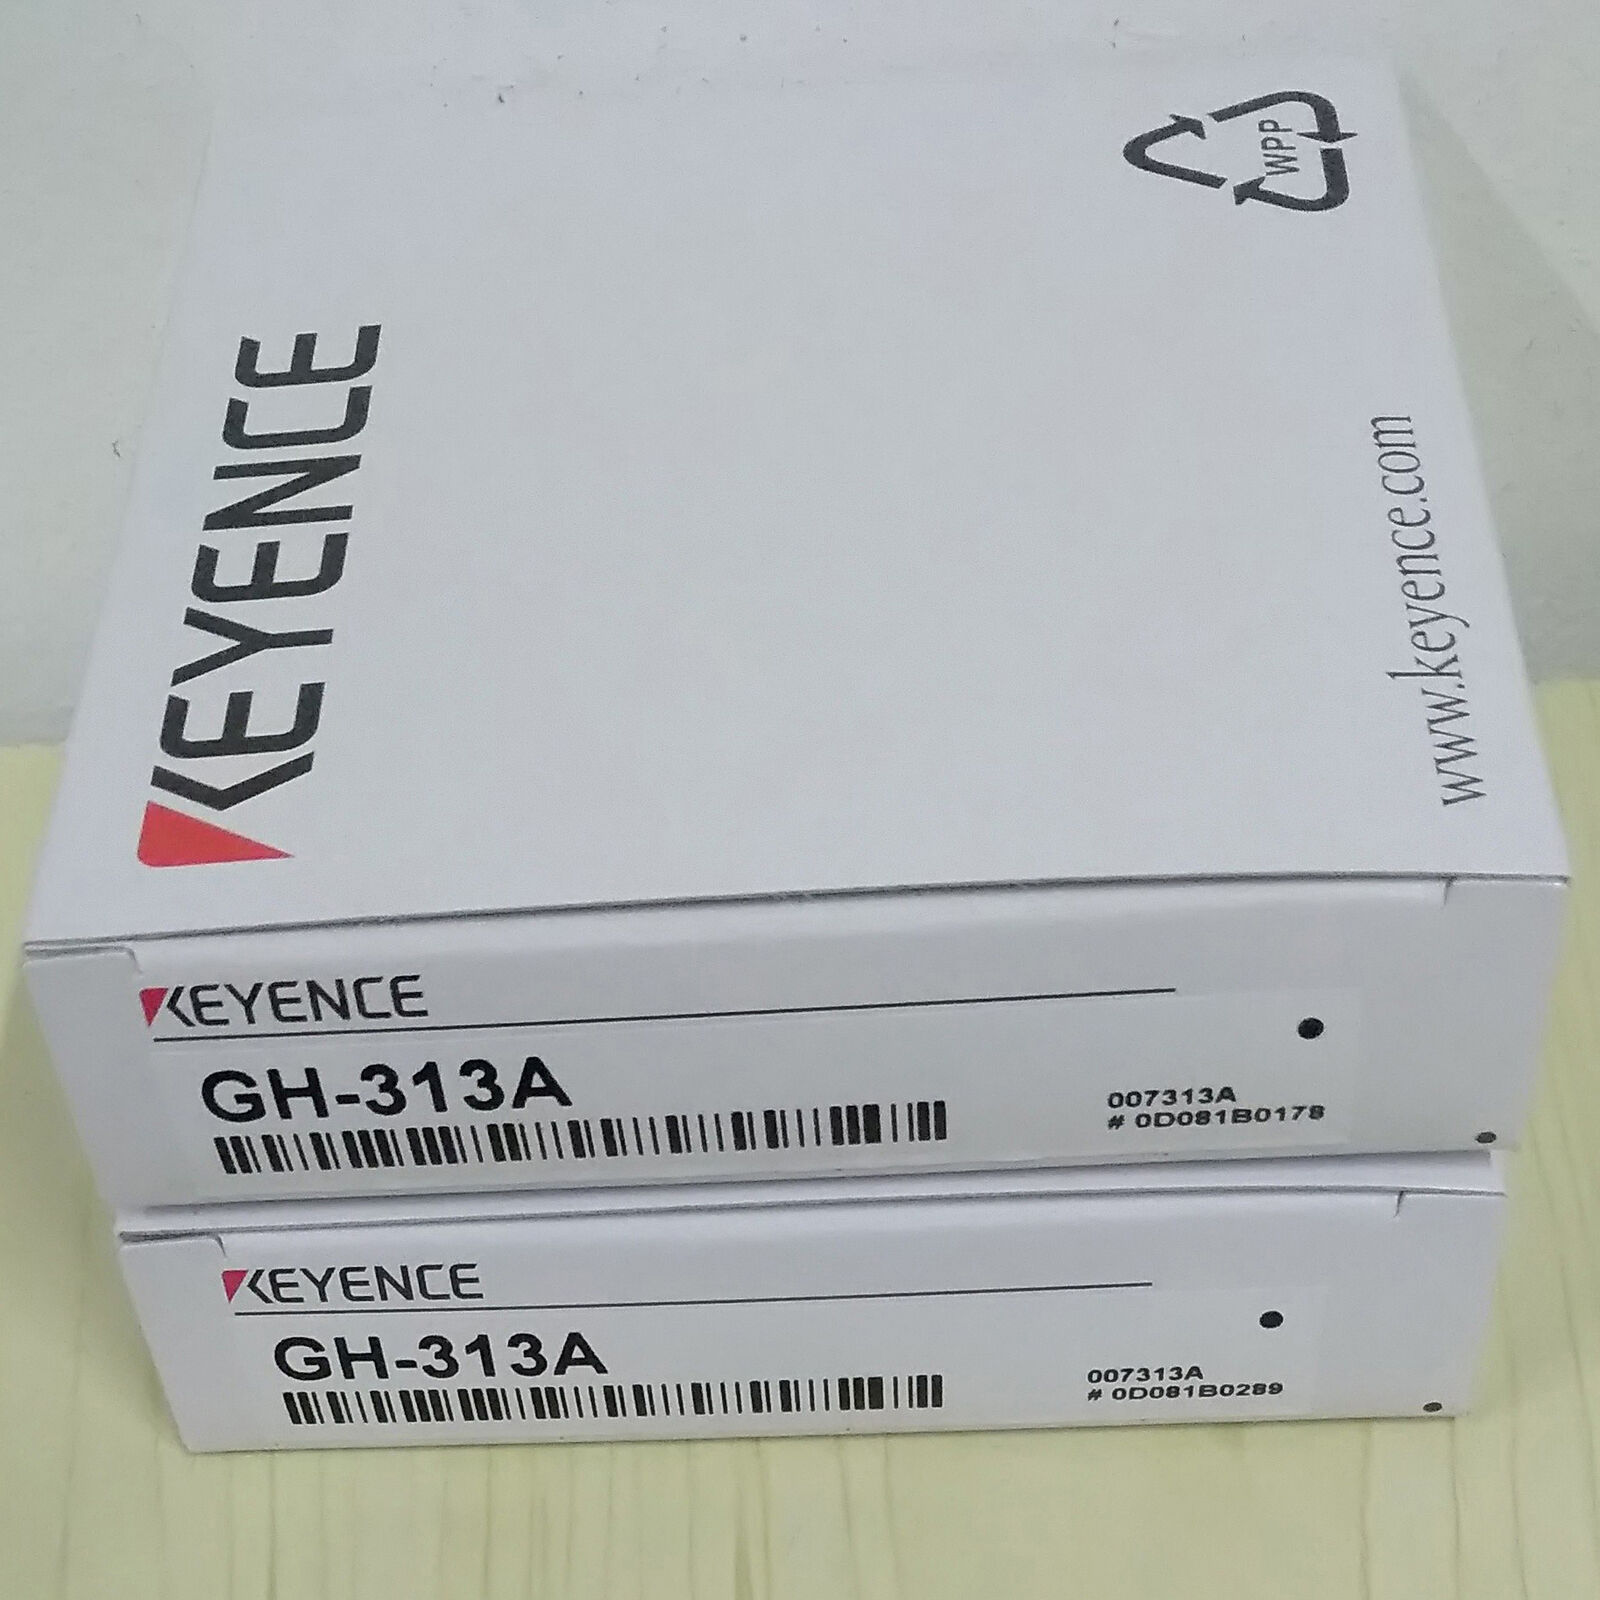 WPP
KEYENCE
www.keyence.com
KEYENCE
GH-313A
007313A
# 0D081B0178
KEYENCE
GH-313A
007313A
# 0D081B0289